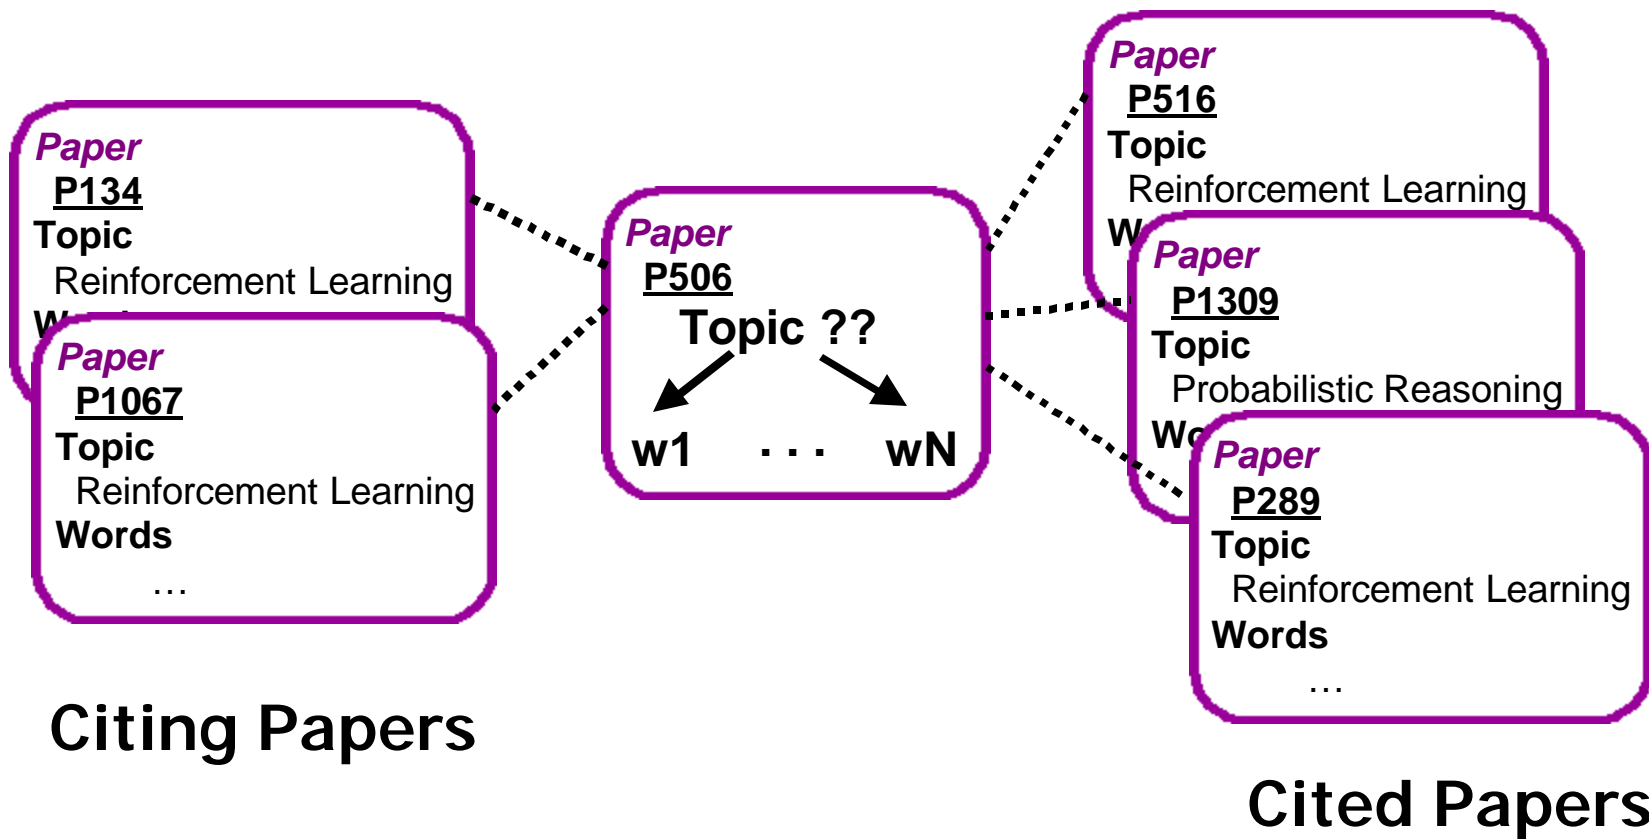 Paper
P134
Topic
Reinforcement Learning
Paper
P1067
Topic
Reinforcement Learning
Words
...
Citing Papers
Paper
P506
Topic ??
w1 . . . wN
Paper
P516
Topic
Reinforcement Learning
Paper
P1309
Topic
Probabilistic Reasoning
Paper
P289
Topic
Reinforcement Learning
Words
...
Cited Papers